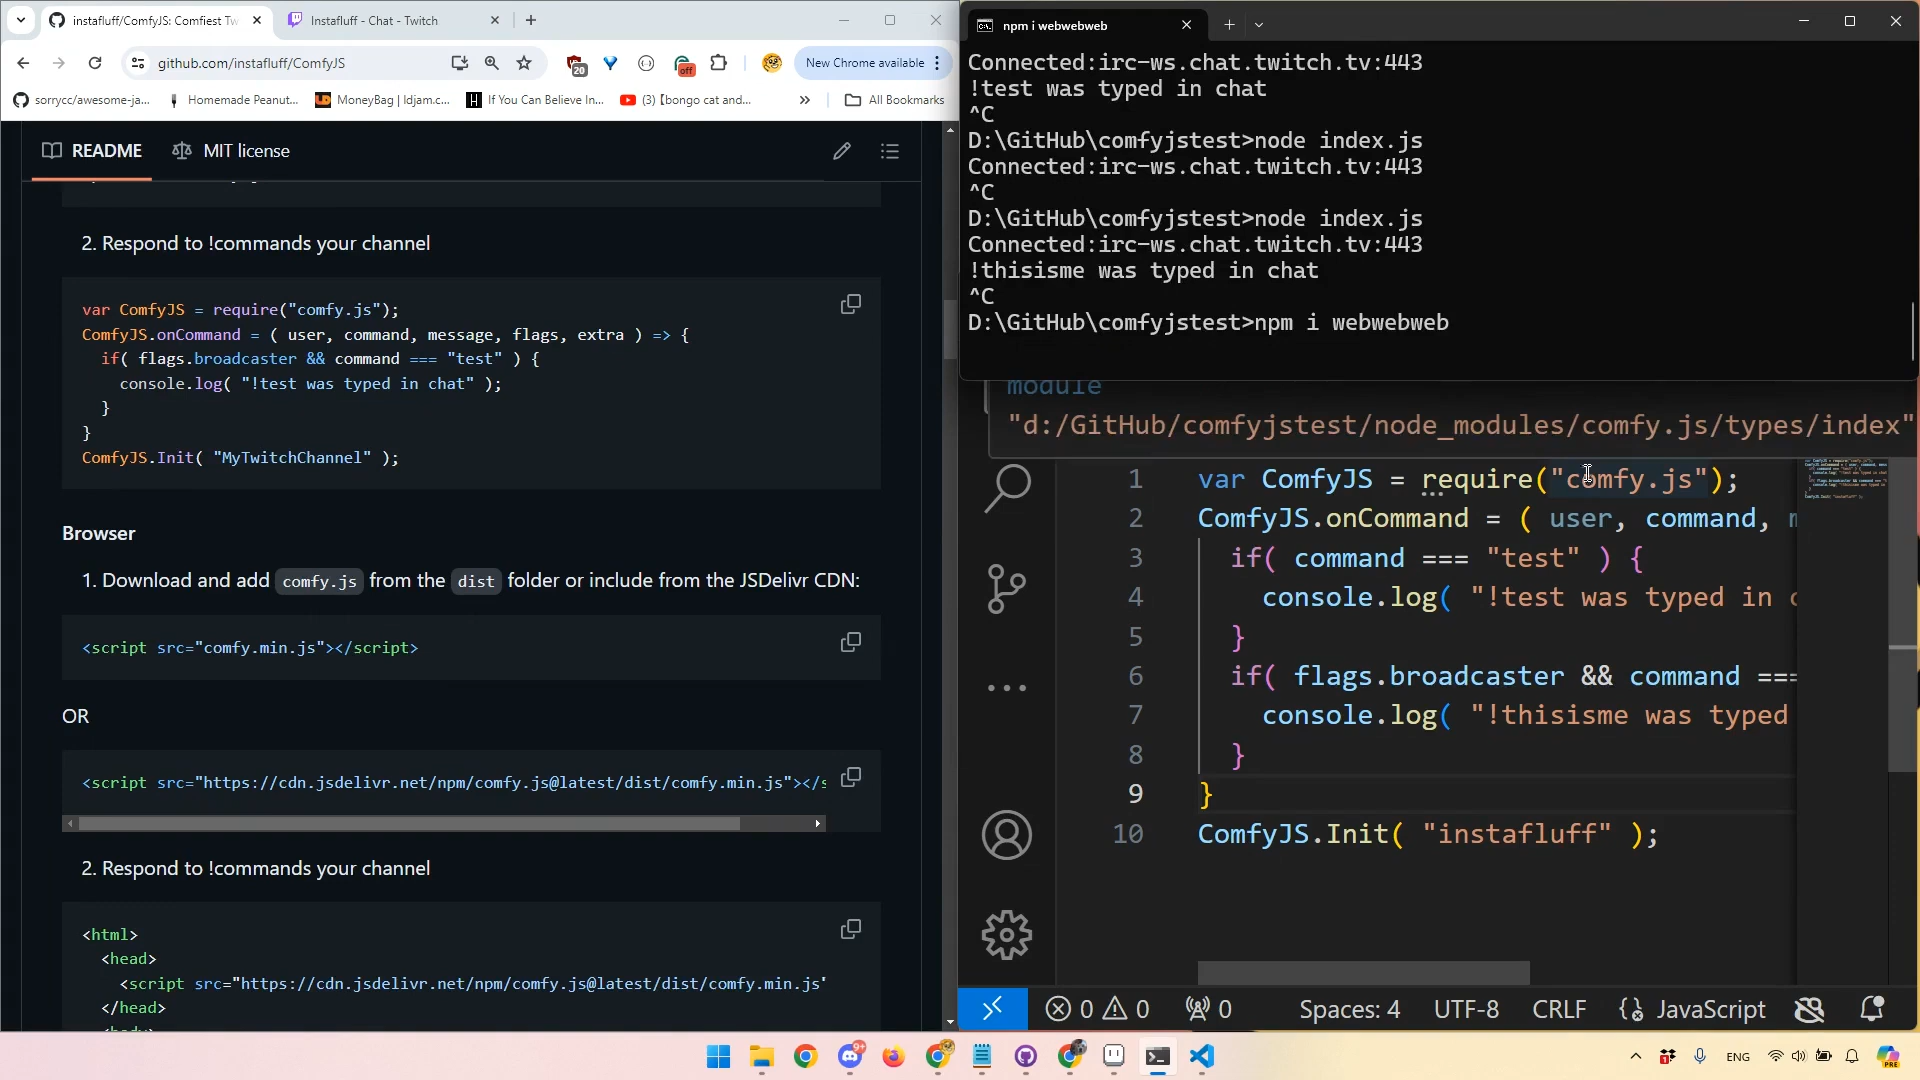 instafluff/ComfyJS: Comfiest Tw
Instafluff - Chat - Twitch
github.com/instafluff/ComfyJS
20
off
New Chrome available
sorrycc/awesome-ja...
Homemade Peanut...
MoneyBag | ldjam.c...
If You Can Believe In...
(3)【bongo cat and...
»
All Bookmarks
README
MIT license
2. Respond to !commands your channel
var ComfyJS = require("comfy.js");
ComfyJS.onCommand = ( user, command, message, flags, extra ) => {
if( flags.broadcaster && command === "test" ) {
console.log( "!test was typed in chat" );
}
}
ComfyJS.Init( "MyTwitchChannel" );
Browser
1. Download and add comfy.js from the dist folder or include from the JSDelivr CDN:
<script src="comfy.min.js"></script>
OR
<script src="https://cdn.jsdelivr.net/npm/comfy.js@latest/dist/comfy.min.js"></s
2. Respond to !commands your channel
<html>
<head>
<script src="https://cdn.jsdelivr.net/npm/comfy.js@latest/dist/comfy.min.js"
</head>
<body>
npm i webwebweb
Connected:irc-ws.chat.twitch.tv:443
!test was typed in chat
^C
D:\GitHub\comfyjstest>node index.js
Connected:irc-ws.chat.twitch.tv:443
^C
D:\GitHub\comfyjstest>node index.js
Connected:irc-ws.chat.twitch.tv:443
!thisisme was typed in chat
^C
D:\GitHub\comfyjstest>npm i webwebweb
module
"d:/GitHub/comfyjstest/node_modules/comfy.js/types/index"
1 var ComfyJS = require("comfy.js");
2 ComfyJS.onCommand = ( user, command, m
3 if( command === "test" ) {
4 console.log( "!test was typed in c
5 }
6 if( flags.broadcaster && command ===
7 console.log( "!thisisme was typed
8 }
9 }
10 ComfyJS.Init( "instafluff" );
0 0 0 Spaces: 4 UTF-8 CRLF JavaScript
9+
1
ENG
PRE